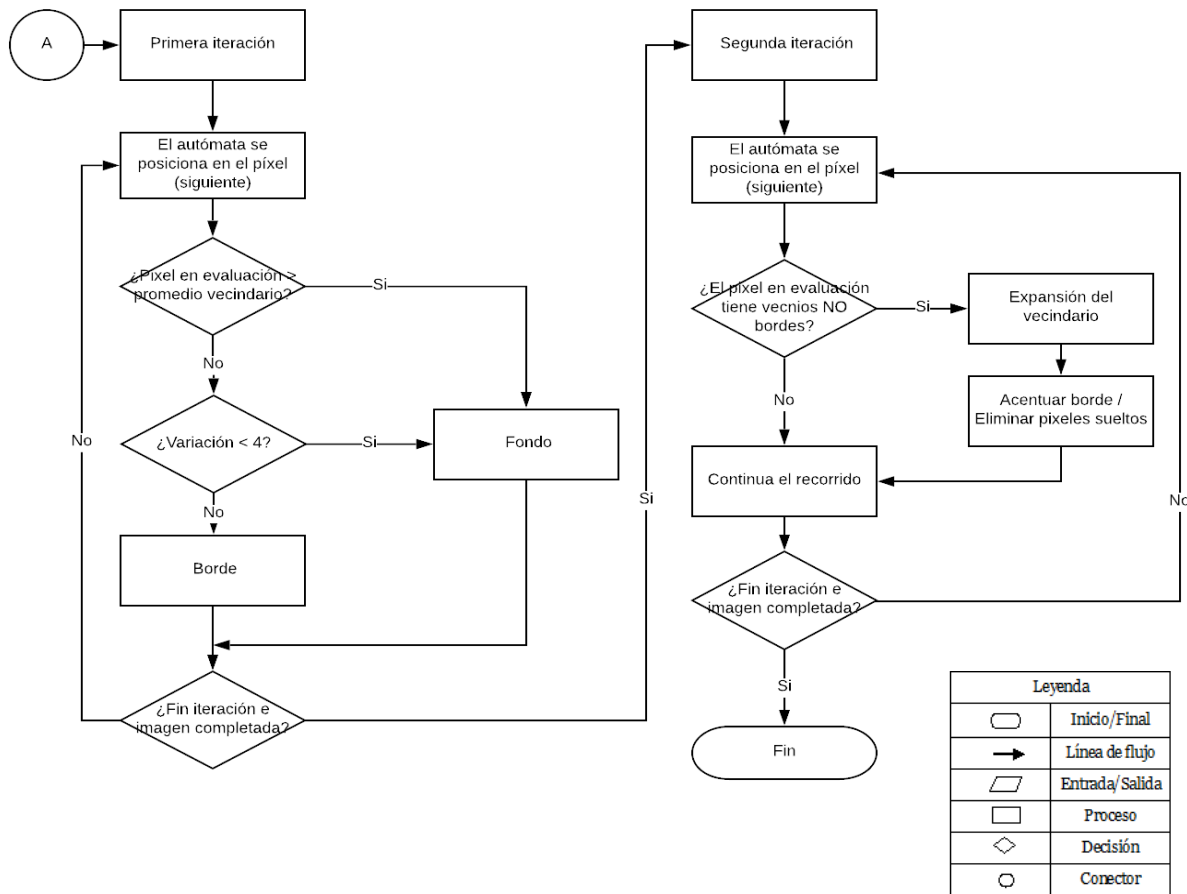 A
Primera iteración
El autómata se
posiciona en el píxel
(siguiente)
¿Pixel en evaluación >
promedio vecindario?
Si
No
¿Variación < 4?
Si
No
Fondo
Borde
¿Fin iteración e
imagen completada?
No
Si
Segunda iteración
El autómata se
posiciona en el píxel
(siguiente)
¿El pixel en evaluación
tiene vecnios NO
bordes?
Si
No
Expansión del
vecindario
Acentuar borde /
Eliminar pixeles sueltos
Continua el recorrido
¿Fin iteración e
imagen completada?
No
Si
Fin
Leyenda
Inicio/Final
Línea de flujo
Entrada/Salida
Proceso
Decisión
Conector